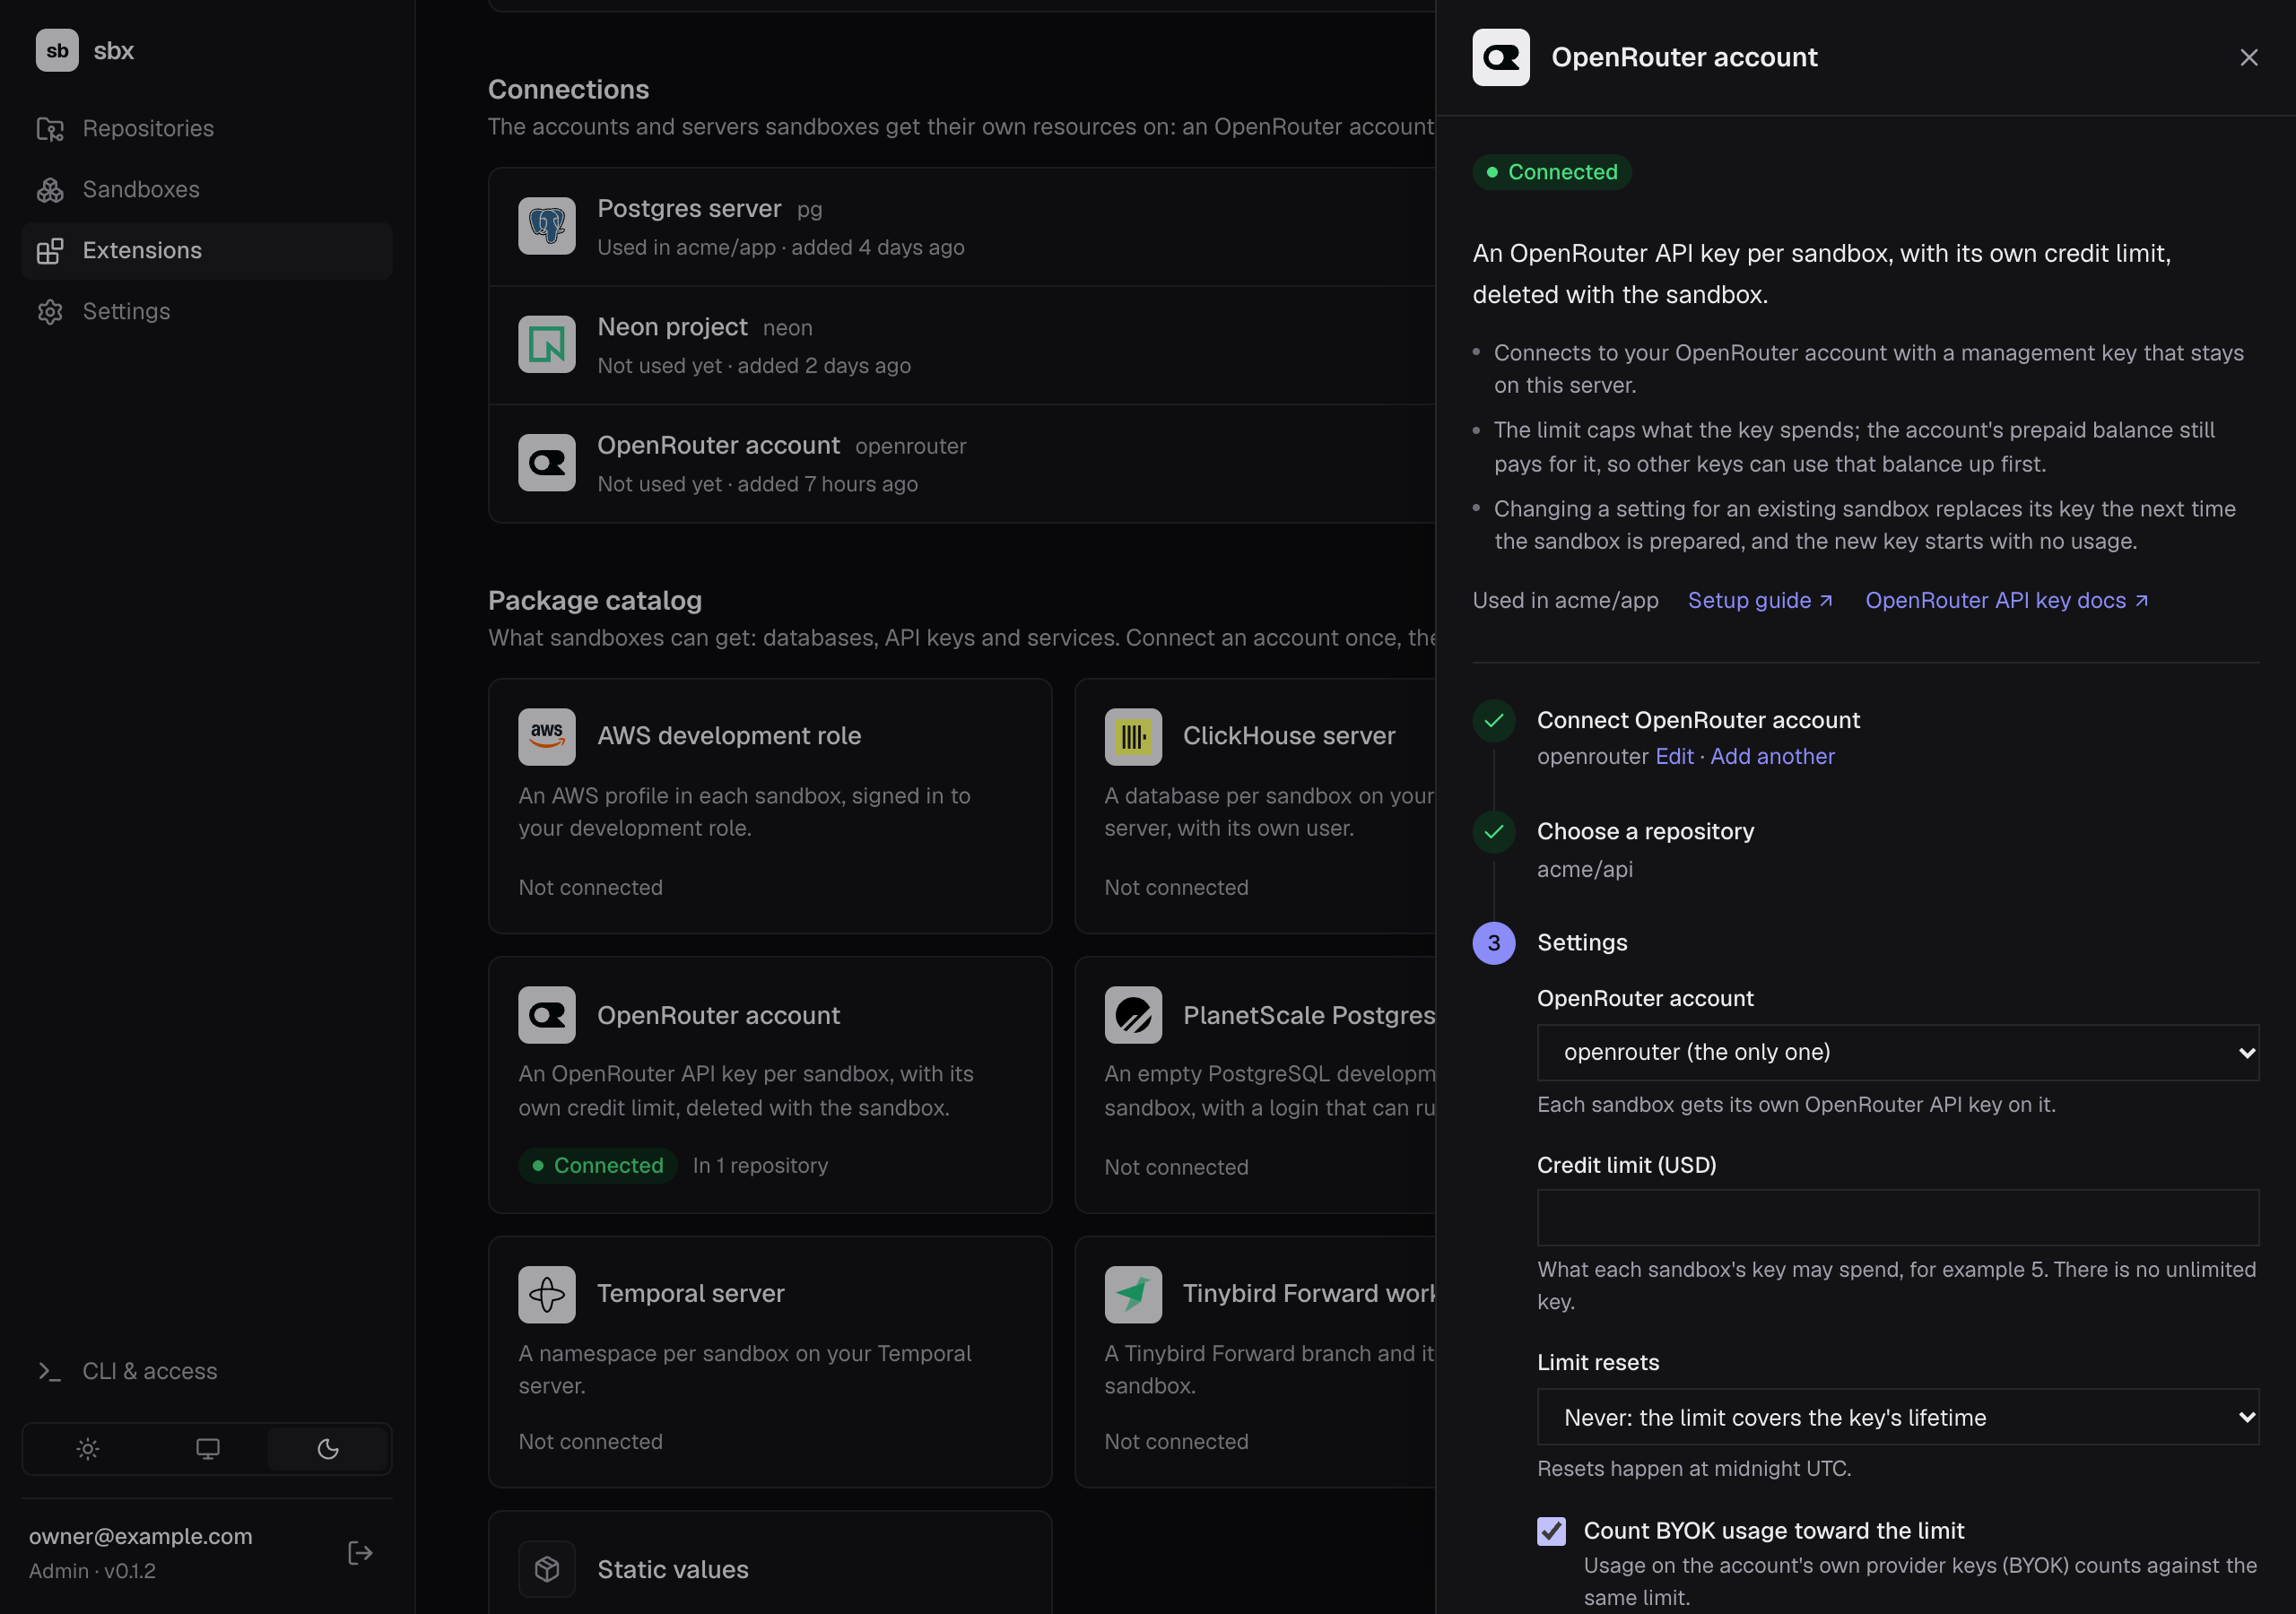 sb sbx
Repositories
Sandboxes
Extensions
Settings
CLI & access
owner@example.com
Admin · v0.1.2
Connections
The accounts and servers sandboxes get their own resources on: an OpenRouter account
Postgres server pg
Used in acme/app · added 4 days ago
Neon project neon
Not used yet · added 2 days ago
OpenRouter account openrouter
Not used yet · added 7 hours ago
Package catalog
What sandboxes can get: databases, API keys and services. Connect an account once, the
aws AWS development role
An AWS profile in each sandbox, signed in to
your development role.
Not connected
ClickHouse server
A database per sandbox on your
server, with its own user.
Not connected
OpenRouter account
An OpenRouter API key per sandbox, with its
own credit limit, deleted with the sandbox.
Connected In 1 repository
PlanetScale Postgres
An empty PostgreSQL developm
sandbox, with a login that can ru
Not connected
Temporal server
A namespace per sandbox on your Temporal
server.
Not connected
Tinybird Forward work
A Tinybird Forward branch and it
sandbox.
Not connected
Static values
OpenRouter account
Connected
An OpenRouter API key per sandbox, with its own credit limit,
deleted with the sandbox.
Connects to your OpenRouter account with a management key that stays
on this server.
The limit caps what the key spends; the account's prepaid balance still
pays for it, so other keys can use that balance up first.
Changing a setting for an existing sandbox replaces its key the next time
the sandbox is prepared, and the new key starts with no usage.
Used in acme/app Setup guide ↗ OpenRouter API key docs ↗
Connect OpenRouter account
openrouter Edit · Add another
Choose a repository
acme/api
3 Settings
OpenRouter account
openrouter (the only one)
Each sandbox gets its own OpenRouter API key on it.
Credit limit (USD)
What each sandbox's key may spend, for example 5. There is no unlimited
key.
Limit resets
Never: the limit covers the key's lifetime
Resets happen at midnight UTC.
Count BYOK usage toward the limit
Usage on the account's own provider keys (BYOK) counts against the
same limit.